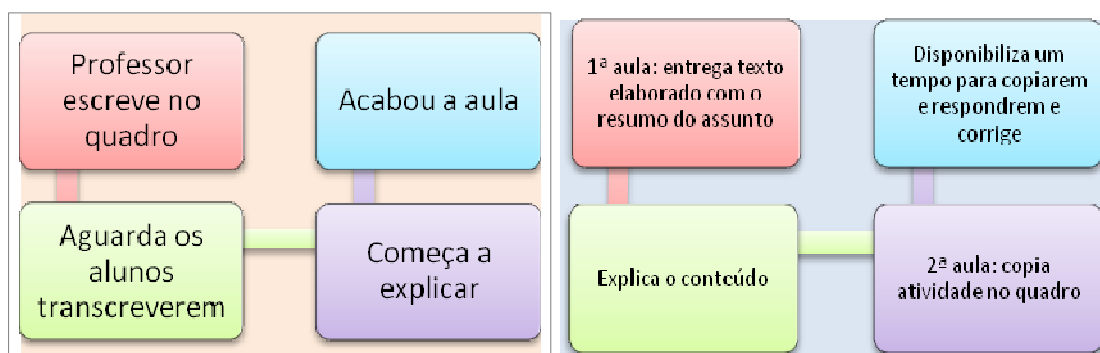 Professor
escreve no
quadro
Aguarda os
alunos
transcreverem
Começa a
explicar
Acabou a aula
1ª aula: entrega texto
elaborado com o
resumo do assunto
Explica o conteúdo
2ª aula: copia
atividade no quadro
Disponibiliza um
tempo para copiarem
e respondrem e
corrige